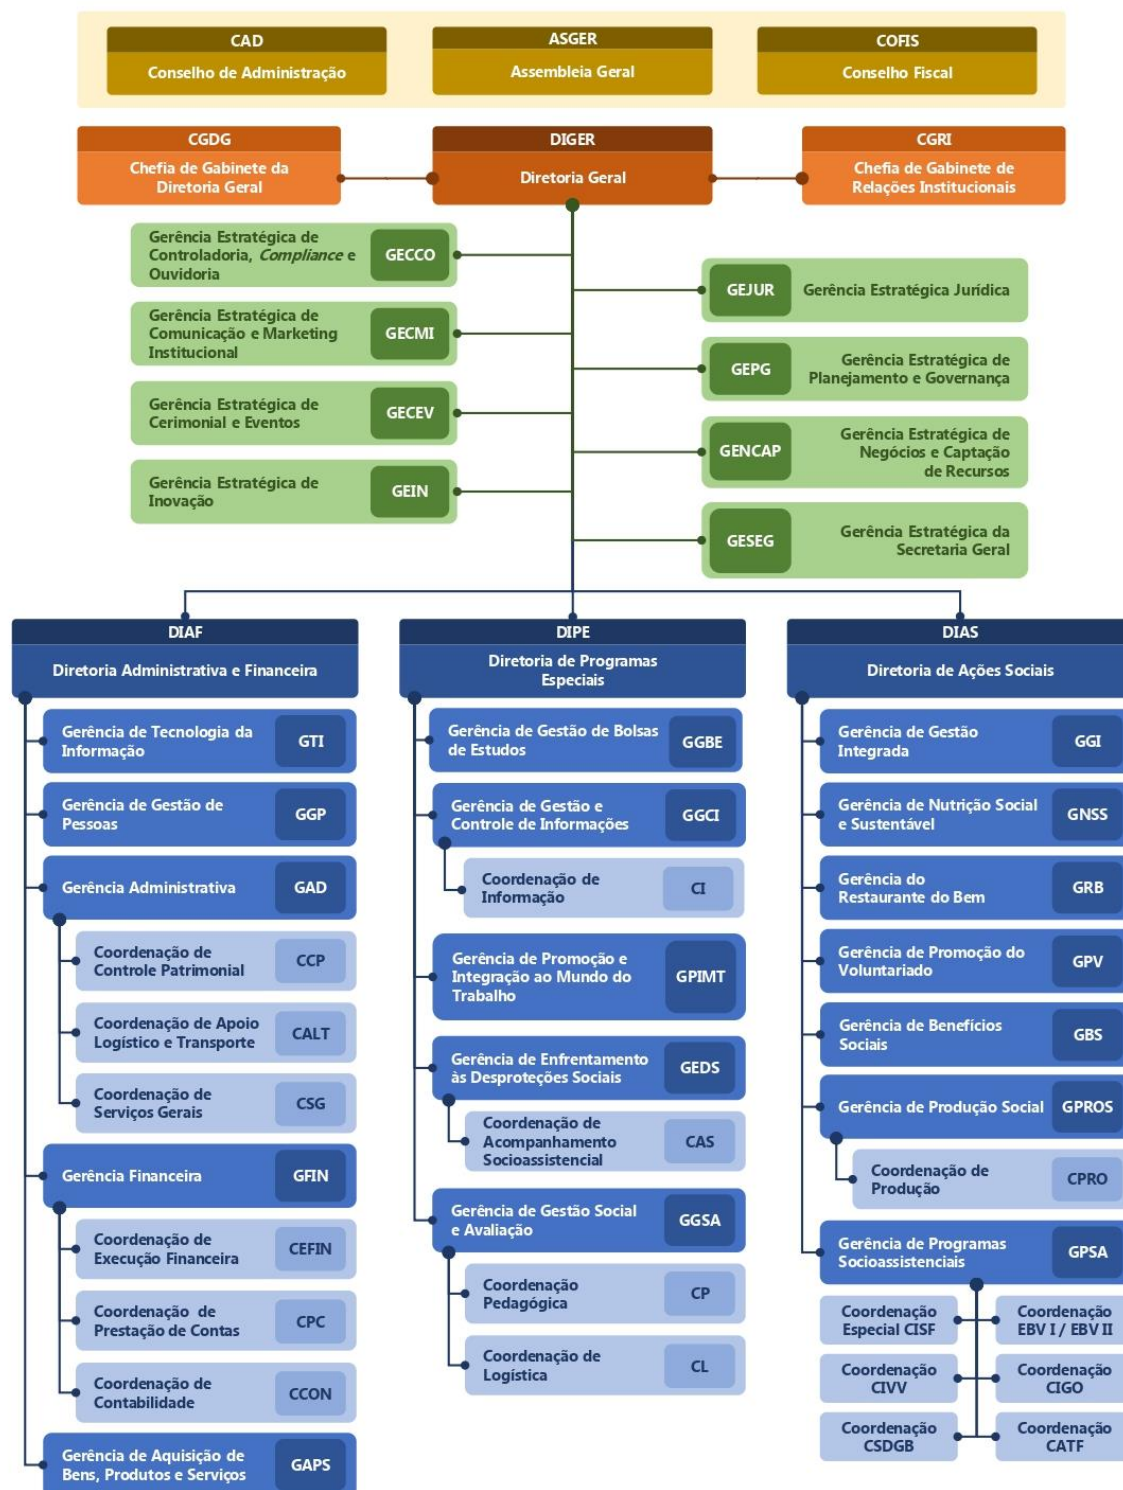 CAD
Conselho de Administração
ASGER
Assembleia Geral
COFIS
Conselho Fiscal
CGDG
Chefia de Gabinete da
Diretoria Geral
DIGER
Diretoria Geral
CGRI
Chefia de Gabinete de
Relações Institucionais
Gerência Estratégica de
Controladoria, Compliance e
Ouvidoria
GECCO
Gerência Estratégica de
Comunicação e Marketing
Institucional
GECMI
Gerência Estratégica de
Cerimonial e Eventos
GECEV
Gerência Estratégica de
Inovação
GEIN
GEJUR
Gerência Estratégica Jurídica
GEPG
Gerência Estratégica de
Planejamento e Governança
GENCAP
Gerência Estratégica de
Negócios e Captação
de Recursos
GESEG
Gerência Estratégica da
Secretaria Geral
DIAF
Diretoria Administrativa e Financeira
Gerência de Tecnologia da
Informação
GTI
Gerência de Gestão de
Pessoas
GGP
Gerência Administrativa
GAD
Coordenação de
Controle Patrimonial
CCP
Coordenação de Apoio
Logístico e Transporte
CALT
Coordenação de
Serviços Gerais
CSG
Gerência Financeira
GFIN
Coordenação de
Execução Financeira
CEFIN
Coordenação de
Prestação de Contas
CPC
Coordenação de
Contabilidade
CCON
Gerência de Aquisição de
Bens, Produtos e Serviços
GAPS
DIPE
Diretoria de Programas
Especiais
Gerência de Gestão de Bolsas
de Estudos
GGBE
Gerência de Gestão e
Controle de Informações
GGCI
Coordenação de
Informação
CI
Gerência de Promoção e
Integração ao Mundo do
Trabalho
GPIMT
Gerência de Enfrentamento
às Desproteções Sociais
GEDS
Coordenação de
Acompanhamento
Socioassistencial
CAS
Gerência de Gestão Social
e Avaliação
GGSA
Coordenação
Pedagógica
CP
Coordenação de
Logística
CL
DIAS
Diretoria de Ações Sociais
Gerência de Gestão
Integrada
GGI
Gerência de Nutrição Social
e Sustentável
GNSS
Gerência do
Restaurante do Bem
GRB
Gerência de Promoção do
Voluntariado
GPV
Gerência de Benefícios
Sociais
GBS
Gerência de Produção Social
GPROS
Coordenação de
Produção
CPRO
Gerência de Programas
Socioassistenciais
GPSA
Coordenação
Especial CISF
Coordenação
EBV I / EBV II
Coordenação
CIVV
Coordenação
CIGO
Coordenação
CSDGB
Coordenação
CATF